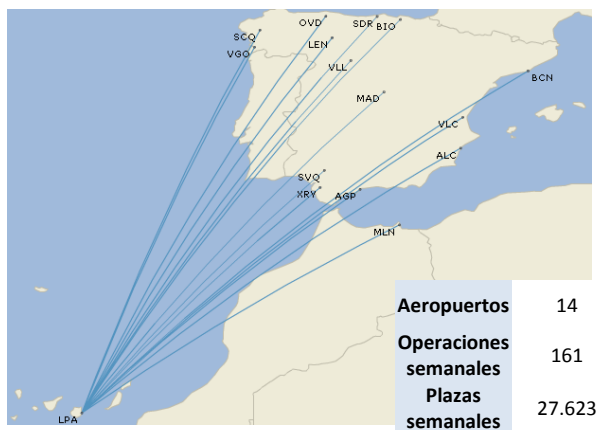 OVD
SDR
BIO
SCQ
LEN
VGO
VLL
BCN
MAD
VLC
ALC
SVQ
XRY
AGP
MLN
LPA
Aeropuertos 14
Operaciones
semanales 161
Plazas
semanales 27.623